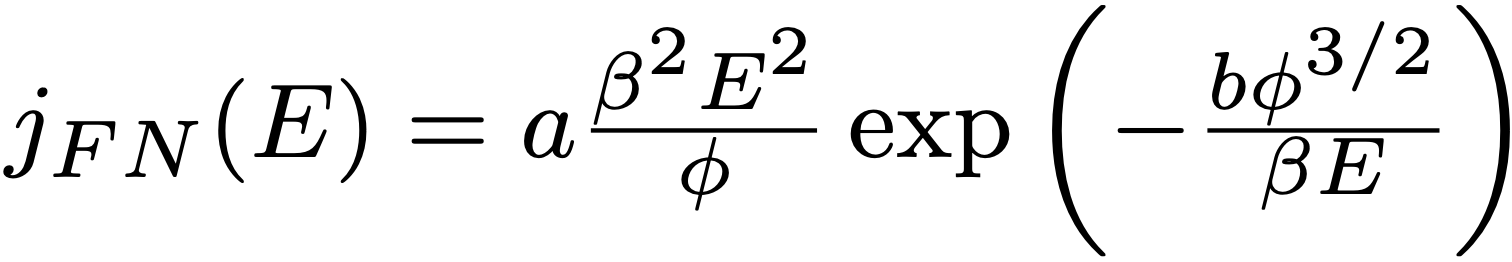 j_{FN}(E) = a \frac{\beta^2 E^2}{\phi} \exp\left(-\frac{b\phi^{3/2}}{\beta E}\right)